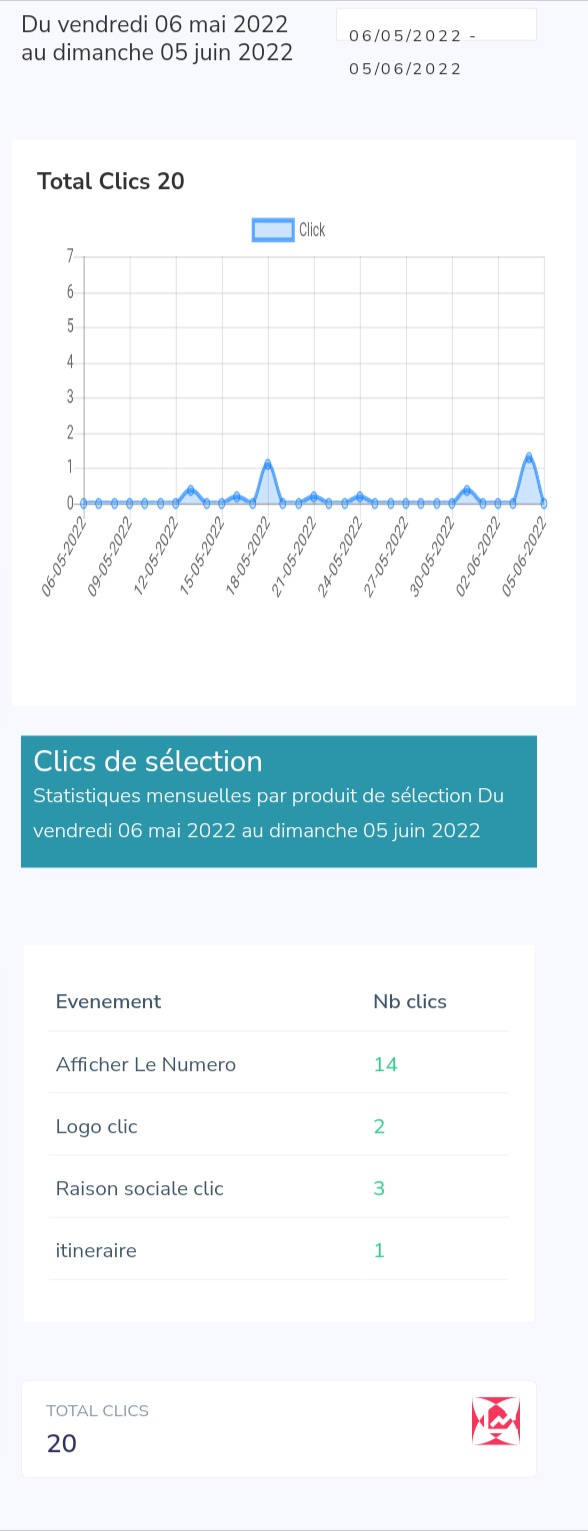 Du vendredi 06 mai 2022
au dimanche 05 juin 2022
06/05/2022 -
05/06/2022
Total Clics 20
Click
7
6
5
4
3
2
1
0
06-05-2022
09-05-2022
12-05-2022
15-05-2022
18-05-2022
21-05-2022
24-05-2022
27-05-2022
30-05-2022
02-06-2022
05-06-2022
Clics de sélection
Statistiques mensuelles par produit de sélection Du
vendredi 06 mai 2022 au dimanche 05 juin 2022
Evenement Nb clics
Afficher Le Numero 14
Logo clic 2
Raison sociale clic 3
itineraire 1
TOTAL CLICS
20